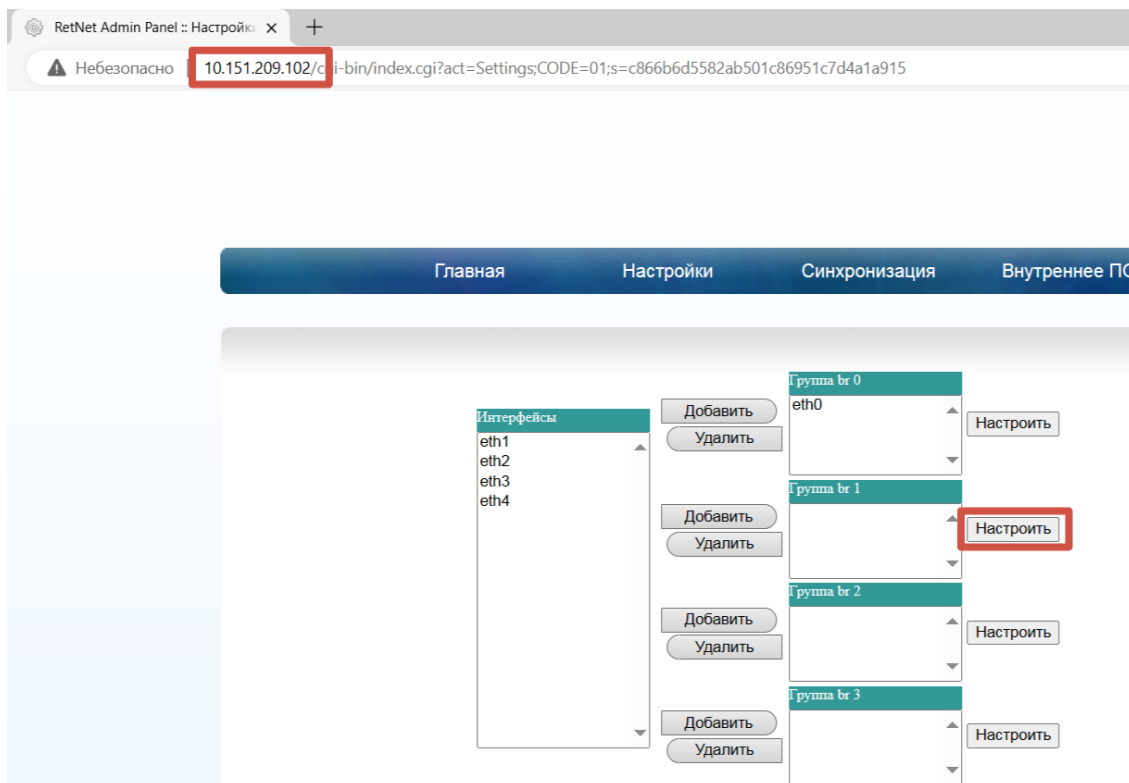 RetNet Admin Panel :: Настройки
Небезопасно
10.151.209.102/cgi-bin/index.cgi?act=Settings;CODE=01;s=c866b6d5582ab501c86951c7d4a1a915
Главная Настройки Синхронизация Внутреннее ПО
Интерфейсы
eth1
eth2
eth3
eth4
Добавить
Удалить
Группа br 0
eth0
Настроить
Добавить
Удалить
Группа br 1
Настроить
Добавить
Удалить
Группа br 2
Настроить
Добавить
Удалить
Группа br 3
Настроить